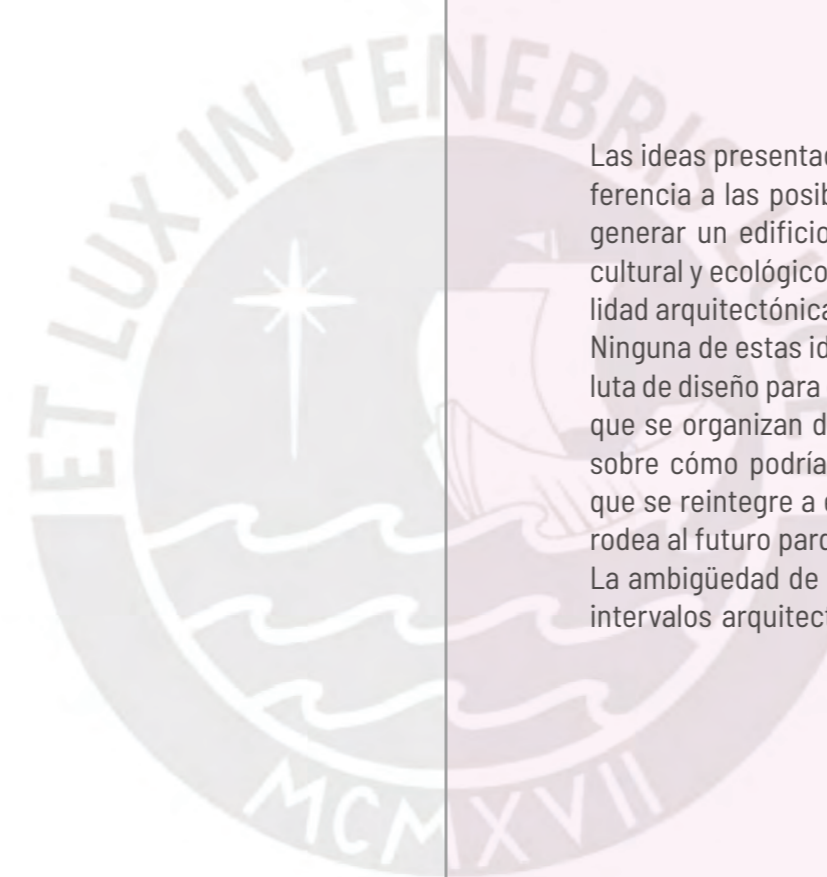 ET LUX IN TENEBRIS
MCMXVII
Las ideas
ferencia a las posib
generar un edificio
cultural y ecológico
lidad arquitectónica
Ninguna de estas id
luta de diseño para
que se organizan d
sobre cómo podría
que se reintegre a
rodea al futuro parq
La ambigüedad de
intervalos arquitect